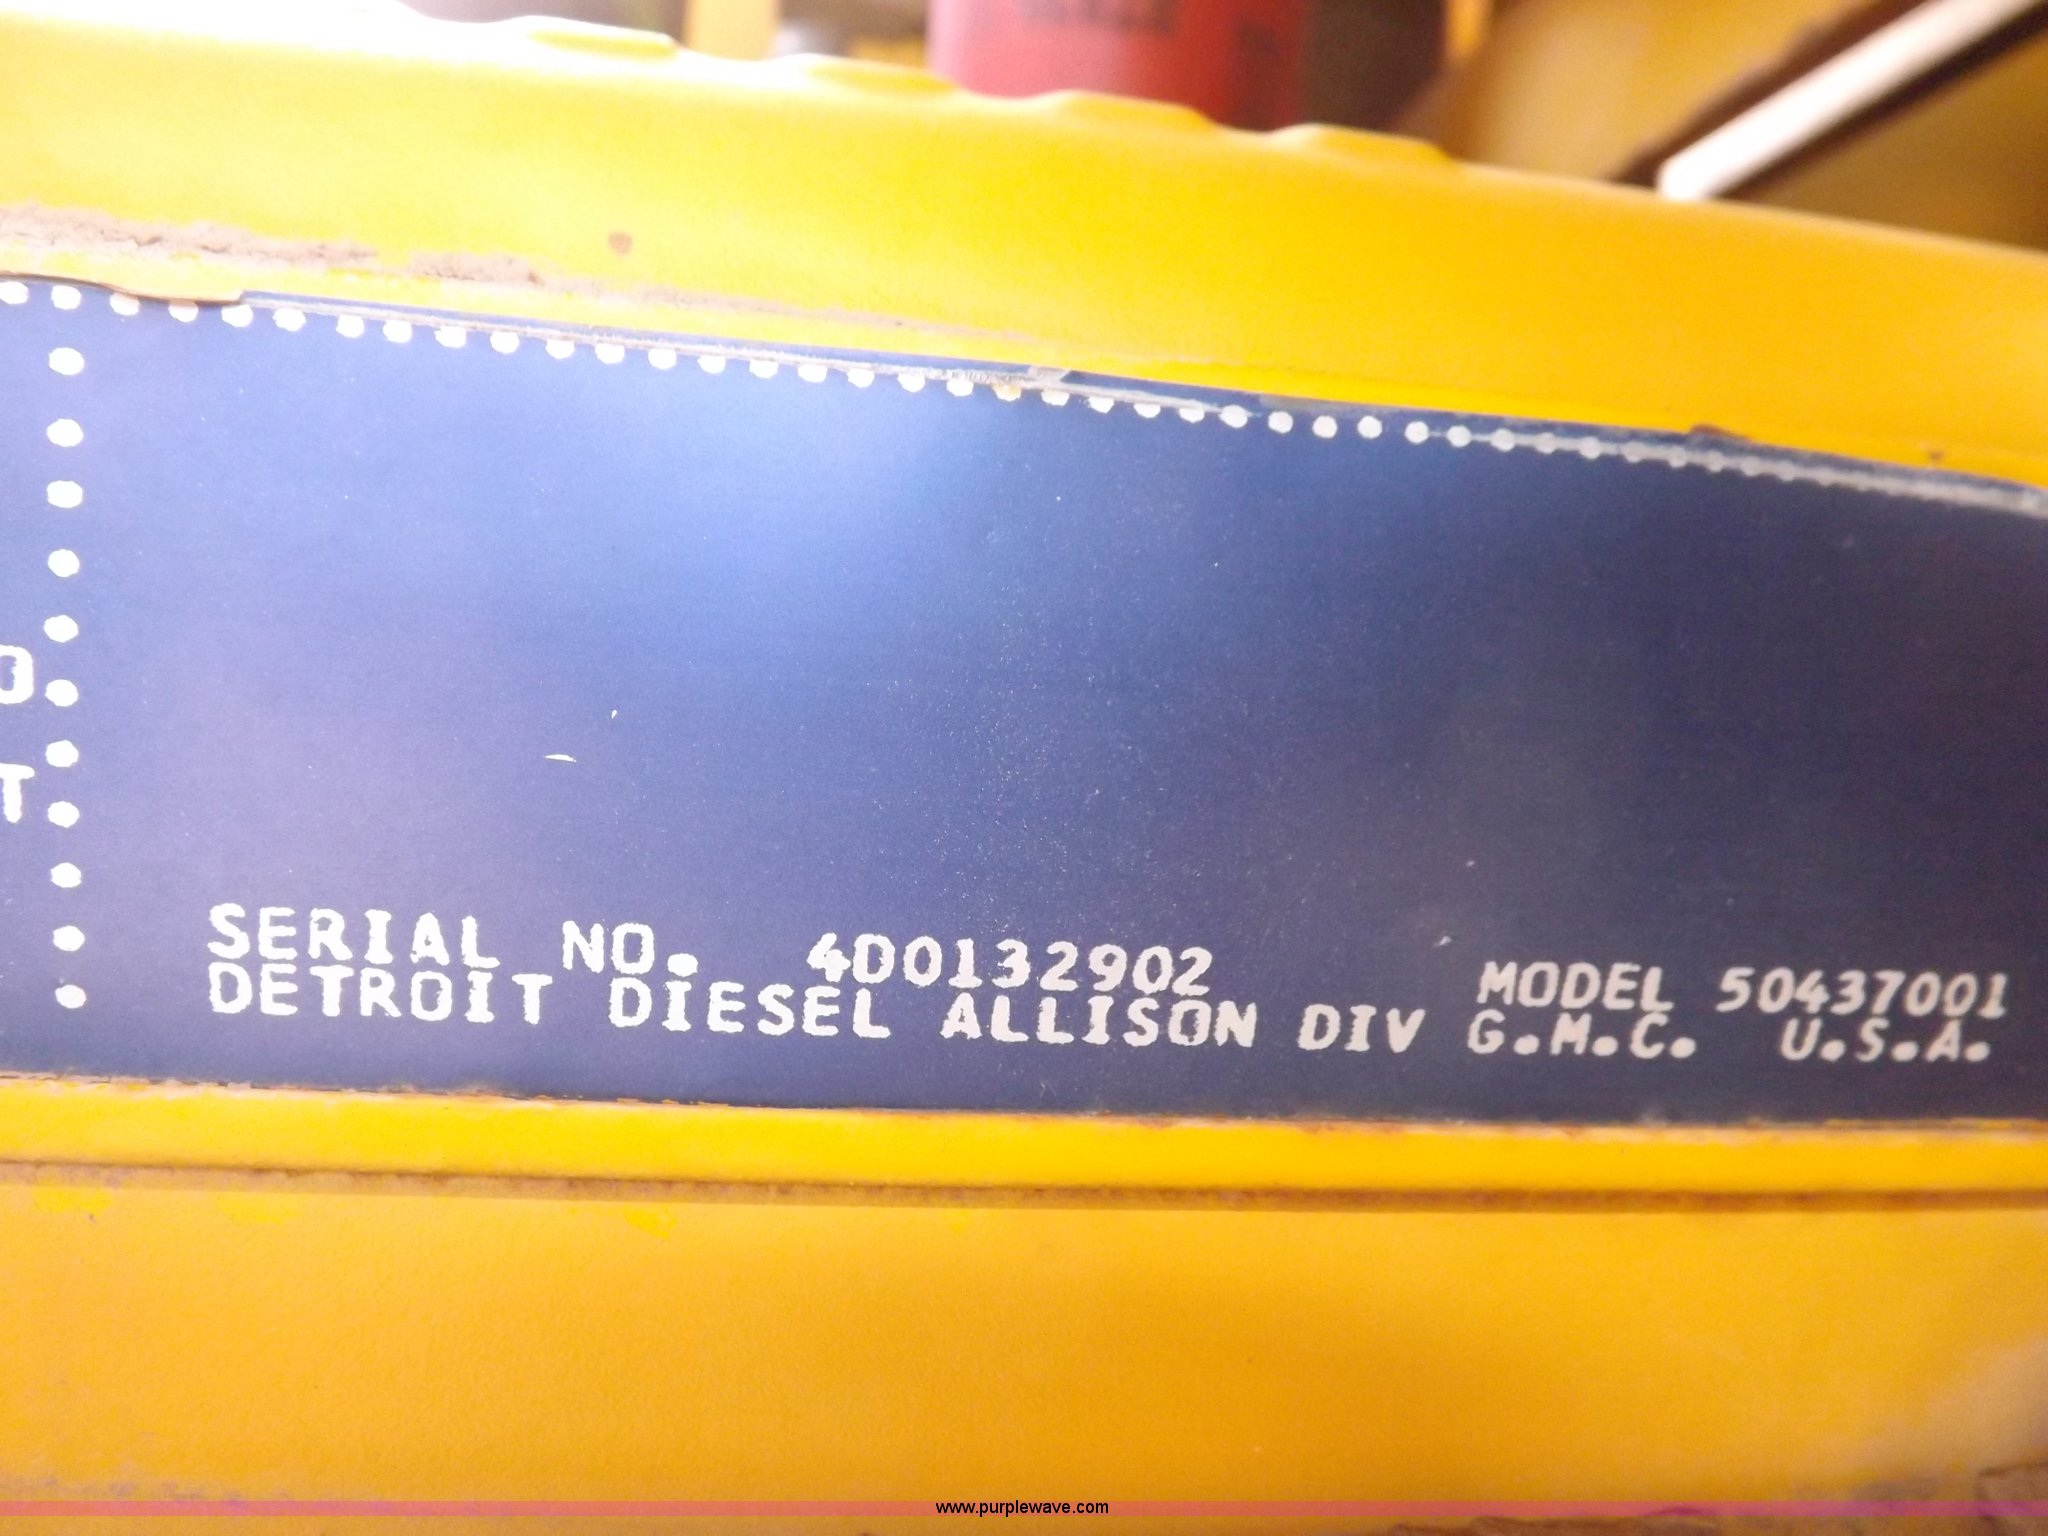 SERIAL NO. 4D0132902 MODEL 50437001
DETROIT DIESEL ALLISON DIV G.M.C. U.S.A.
www.purplewave.com